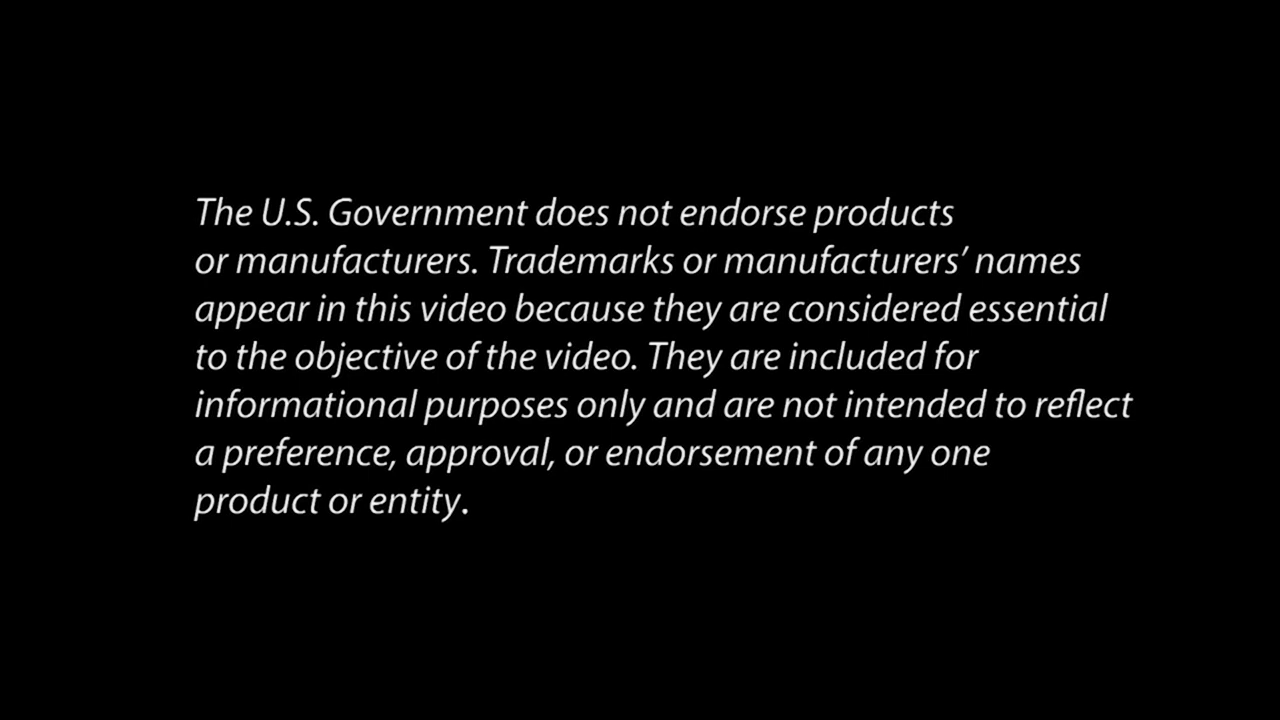 The U.S. Government does not endorse products
or manufacturers. Trademarks or manufacturers’ names
appear in this video because they are considered essential
to the objective of the video. They are included for
informational purposes only and are not intended to reflect
a preference, approval, or endorsement of any one
product or entity.